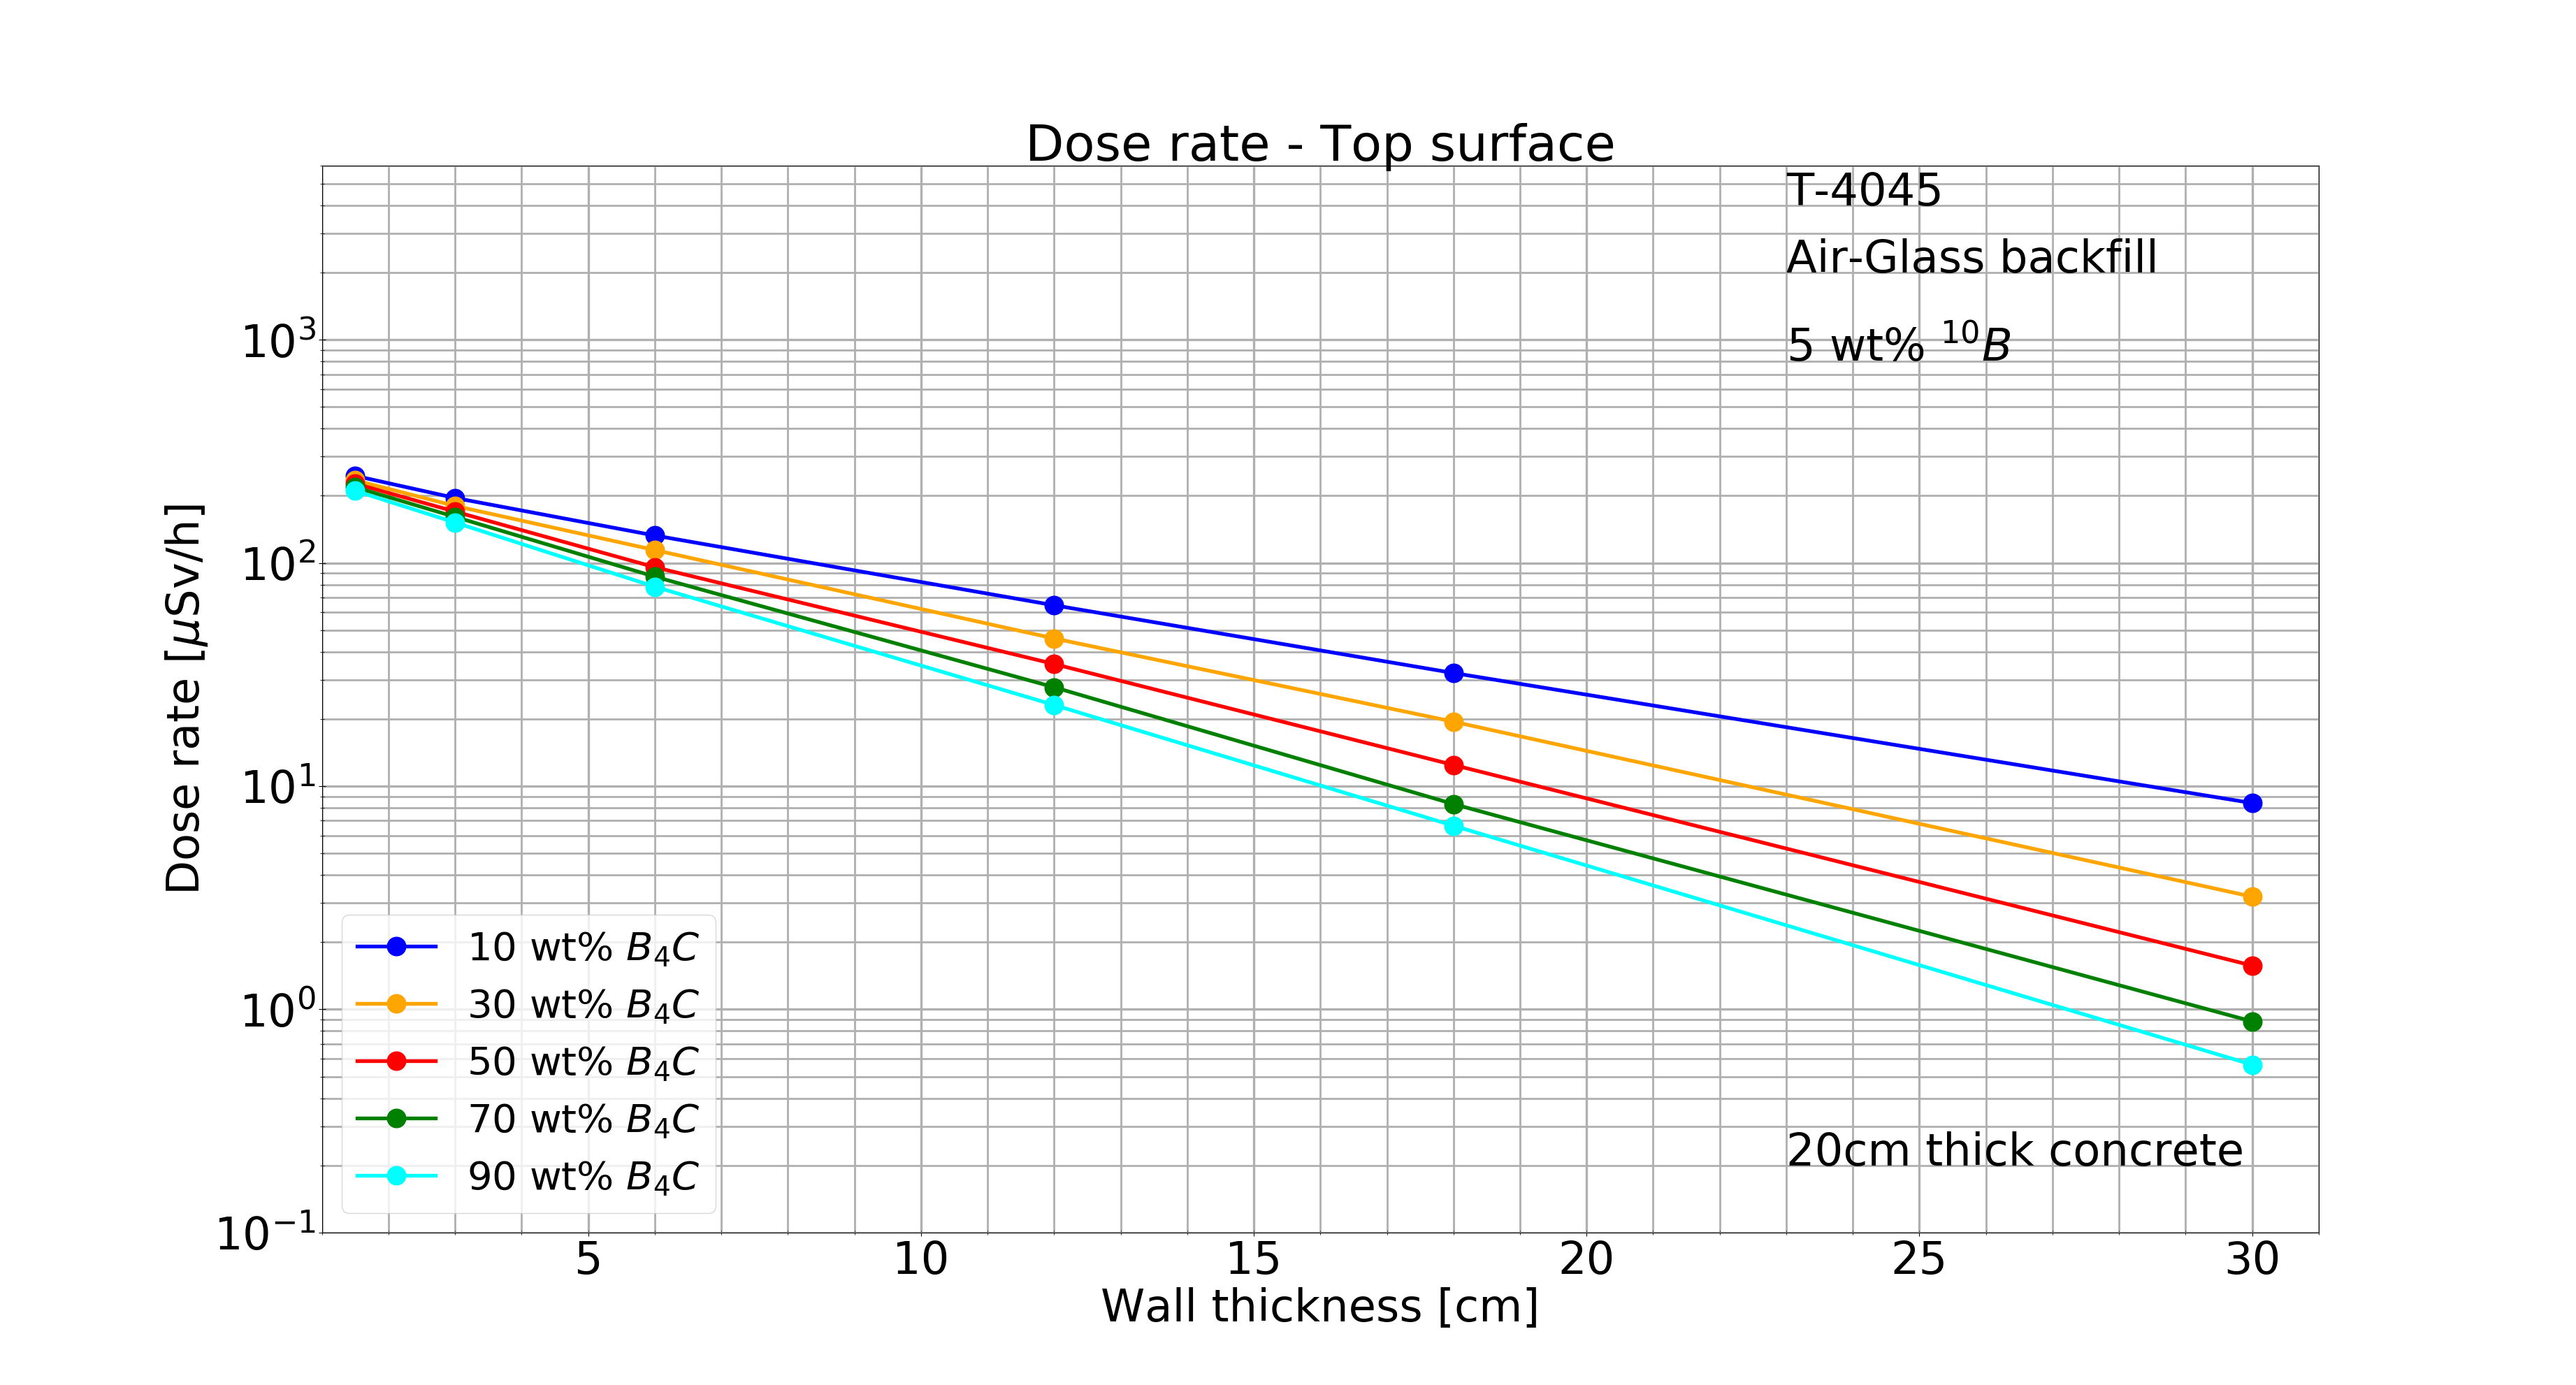 Dose rate - Top surface
T-4045
Air-Glass backfill
5 wt% ¹⁰B
10³
10²
10¹
10⁰
10⁻¹
Dose rate [μSv/h]
10 wt% B₄C
30 wt% B₄C
50 wt% B₄C
70 wt% B₄C
90 wt% B₄C
20cm thick concrete
5 10 15 20 25 30
Wall thickness [cm]